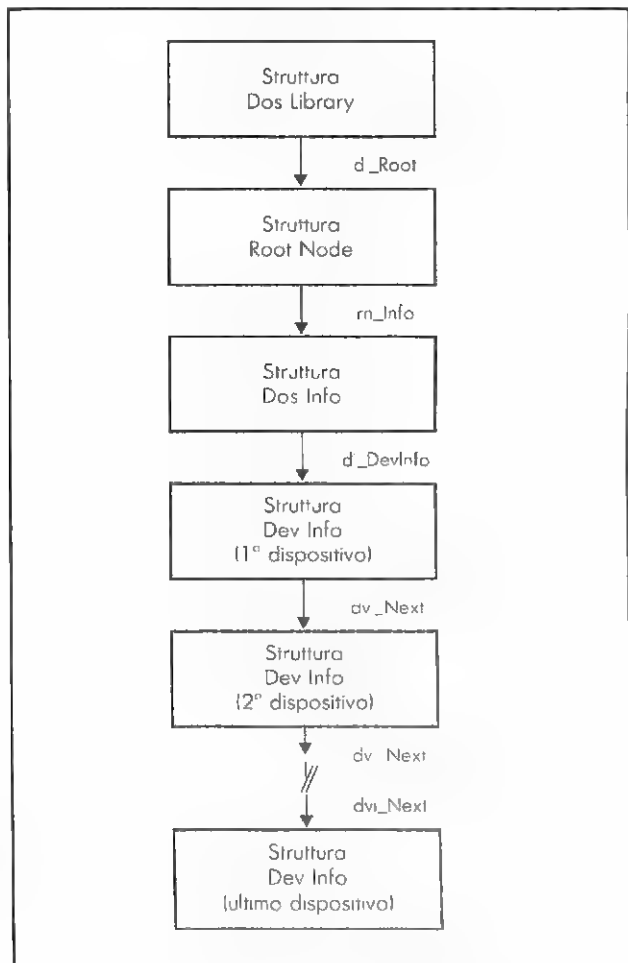 Struttura
Dos Library
d_Root
Struttura
Root Node
rn_Info
Struttura
Dos Info
di_DevInfo
Struttura
Dev Info
(1° dispositivo)
dv_Next
Struttura
Dev Info
(2° dispositivo)
dv_Next
dvi_Next
Struttura
Dev Info
(ultimo dispositivo)